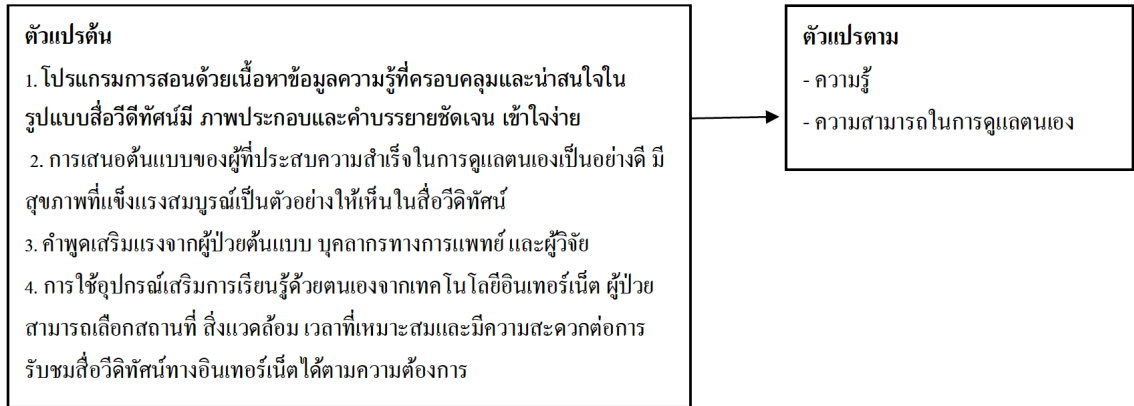 ตัวแปรต้น
1. โปรแกรมการสอนด้วยเนื้อหาข้อมูลความรู้ที่ครอบคลุมและน่าสนใจใน
รูปแบบสื่อวีดีทัศน์มี ภาพประกอบและคำบรรยายชัดเจน เข้าใจง่าย
2. การเสนอต้นแบบของผู้ที่ประสบความสำเร็จในการดูแลตนเองเป็นอย่างดี มี
สุขภาพที่แข็งแรงสมบูรณ์เป็นตัวอย่างให้เห็นในสื่อวีดิทัศน์
3. คำพูดเสริมแรงจากผู้ป่วยต้นแบบ บุคลากรทางการแพทย์ และผู้วิจัย
4. การใช้อุปกรณ์เสริมการเรียนรู้ด้วยตนเองจากเทคโนโลยีอินเทอร์เน็ต ผู้ป่วย
สามารถเลือกสถานที่ สิ่งแวดล้อม เวลาที่เหมาะสมและมีความสะดวกต่อการ
รับชมสื่อวีดิทัศน์ทางอินเทอร์เน็ตได้ตามความต้องการ
ตัวแปรตาม
- ความรู้
- ความสามารถในการดูแลตนเอง